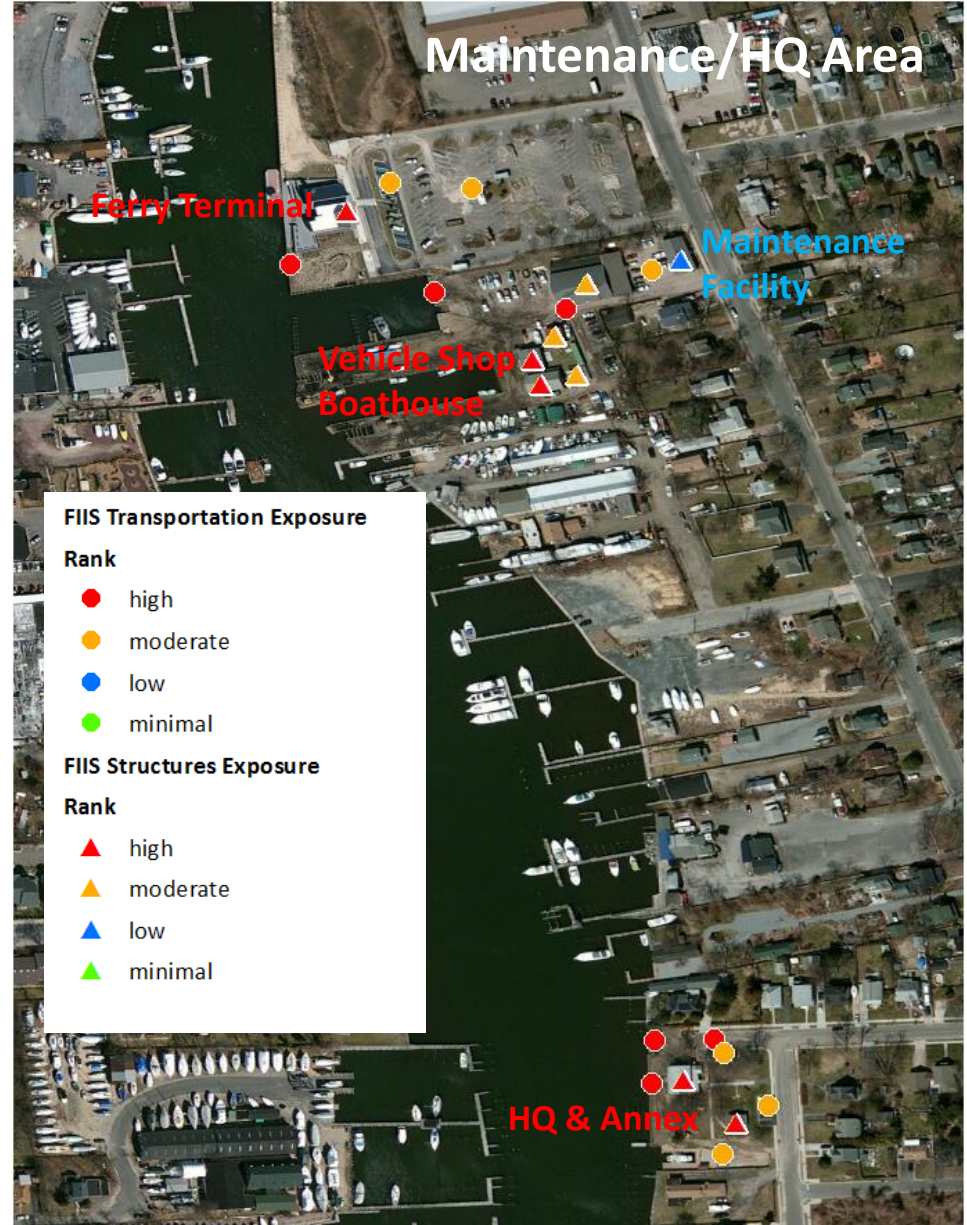 Maintenance/HQ Area
Ferry Terminal
Maintenance
Facility
Vehicle Shop
Boathouse
FIIS Transportation Exposure
Rank
high
moderate
low
minimal
FIIS Structures Exposure
Rank
high
moderate
low
minimal
HQ & Annex